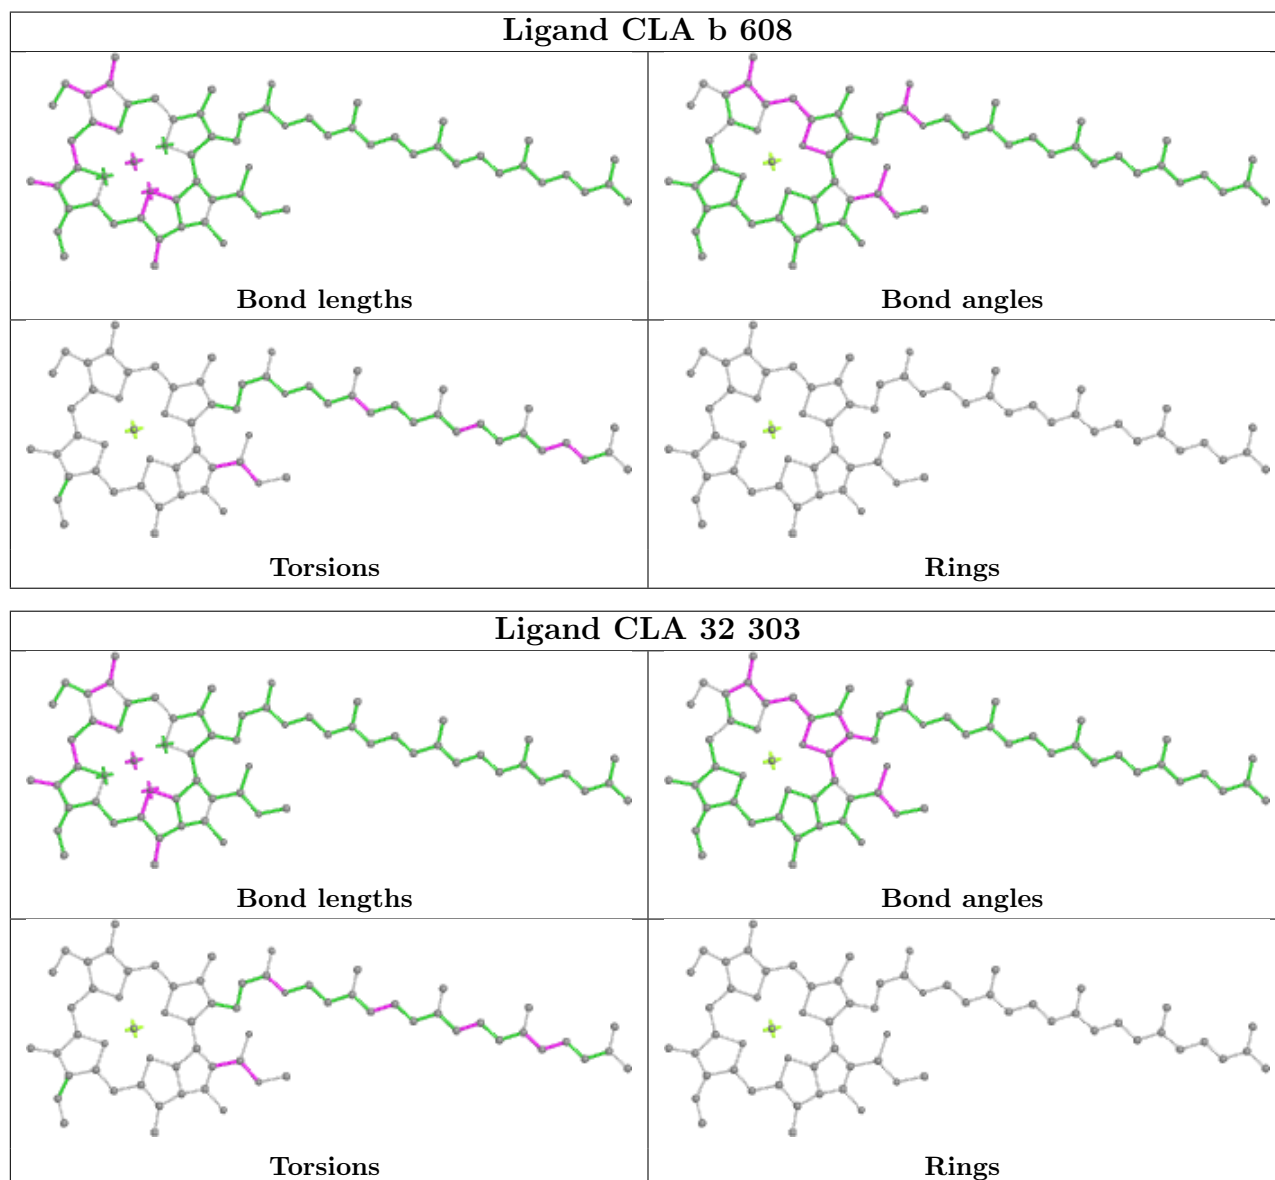 Ligand CLA b 608
Bond lengths
Bond angles
Torsions
Rings
Ligand CLA 32 303
Bond lengths
Bond angles
Torsions
Rings